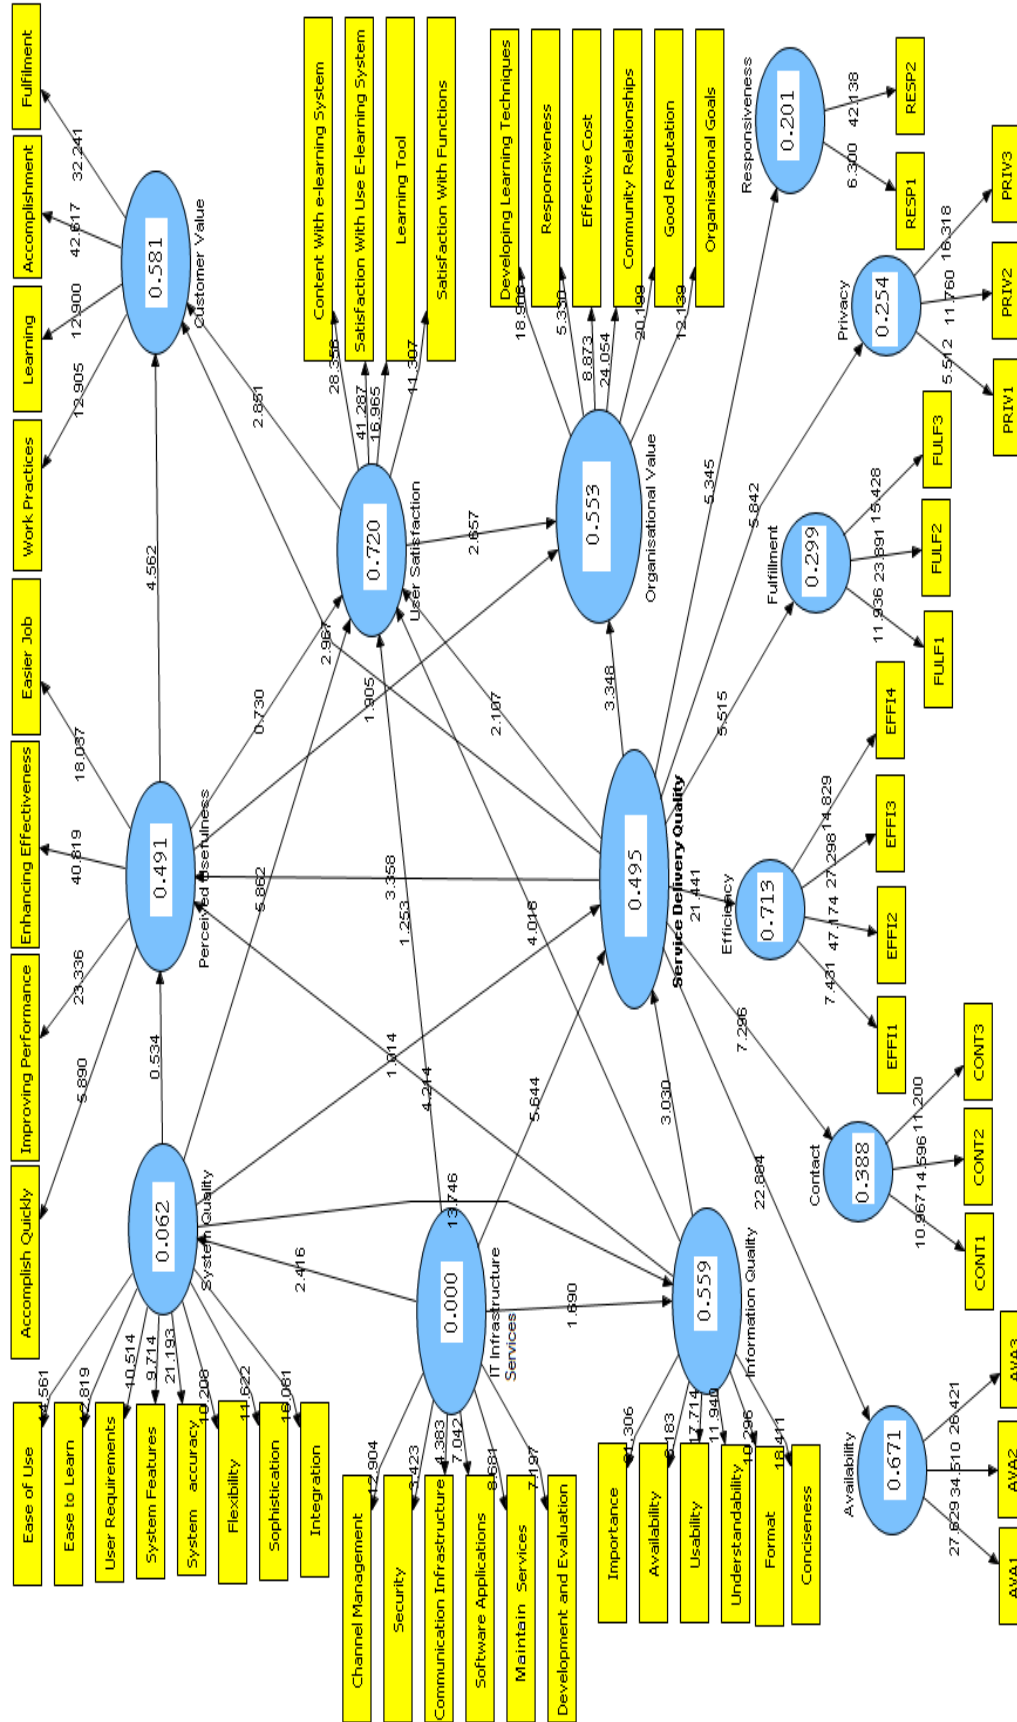 Ease of Use
Ease to Learn
User Requirements
System Features
System accuracy
Flexibility
Sophistication
Integration
4.561
12.819
10.514
9.714
21.193
10.208
11.622
0.062
System Quality
Channel Management
Security
Communication Infrastructure
Software Applications
Maintain Services
Development and Evaluation
12.904
3.423
4.383
7.042
8.681
7.197
0.000
IT Infrastructure
Services
Importance
Availability
Usability
Understandability
Format
Conciseness
17.714
11.940
10.296
18.411
0.559
Information Quality
2.416
1.690
13.746
0.534
5.862
1.014
4.214
1.253
5.644
3.030
4.016
3.358
Accomplish Quickly
Improving Performance
Enhancing Effectiveness
Easier Job
5.890
23.336
40.819
18.037
0.491
Perceived Usefulness
4.562
0.730
1.905
2.967
2.107
3.348
0.495
Service Delivery Quality
Work Practices
Learning
Accomplishment
Fulfilment
12.905
12.900
42.617
32.241
0.581
Customer Value
2.851
0.720
User Satisfaction
2.657
Content With e-learning System
Satisfaction With Use E-learning System
Learning Tool
Satisfaction With Functions
28.356
41.287
16.965
11.307
0.553
Organisational Value
Developing Learning Techniques
Responsiveness
Effective Cost
Community Relationships
Good Reputation
Organisational Goals
18.906
5.330
8.873
24.054
20.199
12.139
22.884
7.296
21.441
5.515
5.842
5.345
Availability
0.671
27.629
34.510
26.421
AVA1
AVA2
AVA3
Contact
0.388
10.967
14.596
11.200
CONT1
CONT2
CONT3
Efficiency
0.713
7.431
47.174
27.298
14.829
EFFI1
EFFI2
EFFI3
EFFI4
Fulfillment
0.299
11.936
23.891
15.428
FULF1
FULF2
FULF3
Privacy
0.254
5.512
11.760
16.318
PRIV1
PRIV2
PRIV3
Responsiveness
0.201
6.300
42.138
RESP1
RESP2